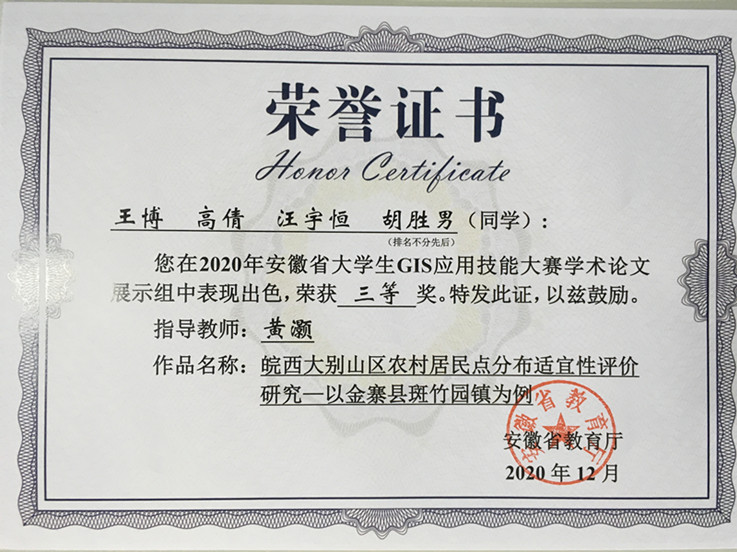 荣誉证书
Honor Certificate
王博 高倩 汪宇恒 胡胜男(同学):
(排名不分先后)
您在2020年安徽省大学生GIS应用技能大赛学术论文
展示组中表现出色,荣获 三等 奖。特发此证,以兹鼓励。
指导教师:黄灏
作品名称:皖西大别山区农村居民点分布适宜性评价
研究—以金寨县斑竹园镇为例
安徽省教育厅
安徽省教育厅
2020 年 12 月